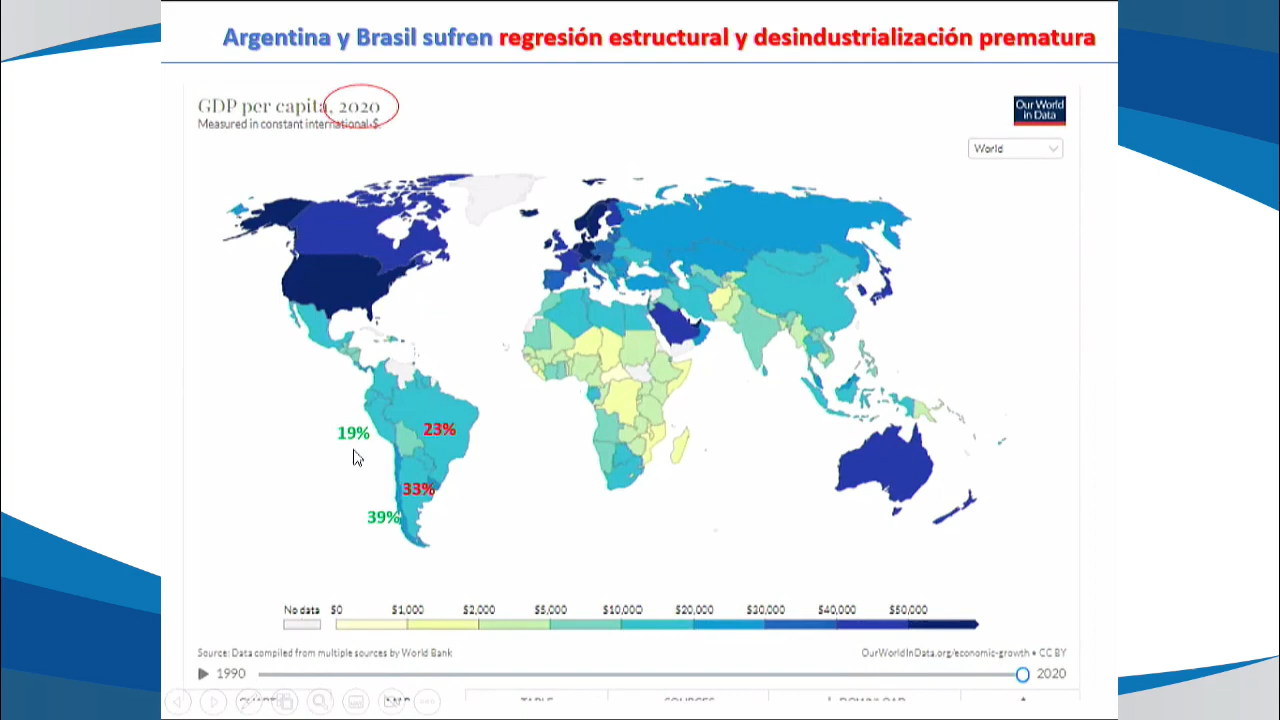 Argentina y Brasil sufren regresión estructural y desindustrialización prematura
GDP per capita, 2020
Measured in constant international-$.
Our World
in Data
World
19%
23%
33%
39%
No data
$0
$1,000
$2,000
$5,000
$10,000
$20,000
$30,000
$40,000
$50,000
Source: Data compiled from multiple sources by World Bank
OurWorldInData.org/economic-growth • CC BY
1990
2020
TABLE
SOURCES
DOWNLOAD